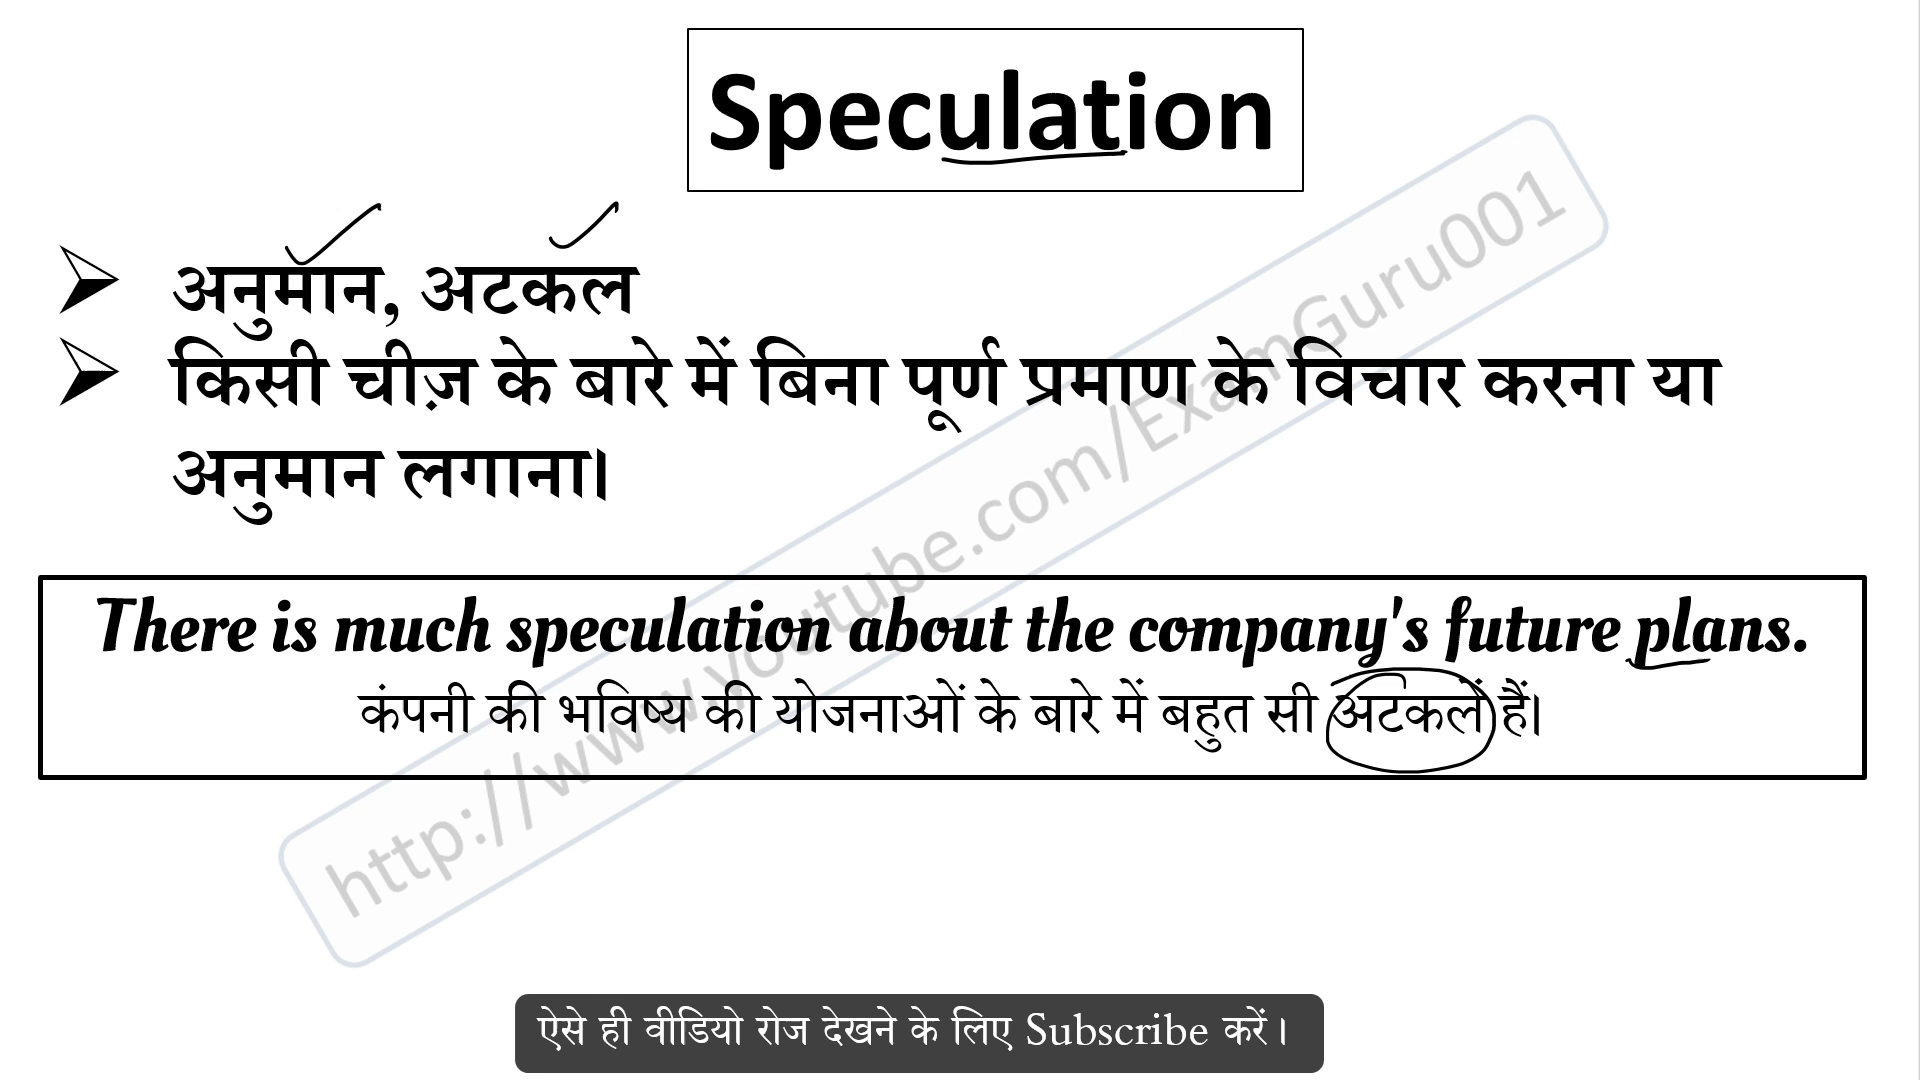 Speculation
अनुमान, अटकल
किसी चीज़ के बारे में बिना पूर्ण प्रमाण के विचार करना या
अनुमान लगाना।
There is much speculation about the company's future plans.
कंपनी की भविष्य की योजनाओं के बारे में बहुत सी अटकलें हैं।
http://www.youtube.com/ExamGuru001
ऐसे ही वीडियो रोज देखने के लिए Subscribe करें।